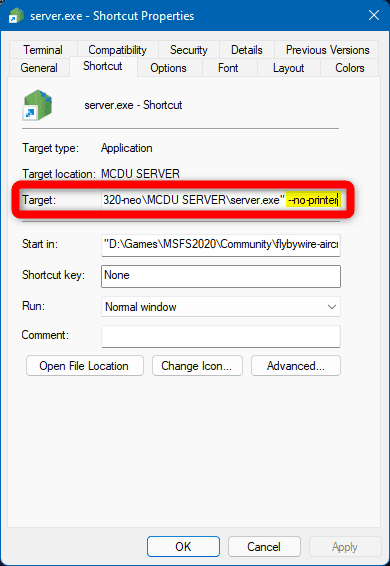 server.exe - Shortcut Properties
Terminal Compatibility Security Details Previous Versions
General Shortcut Options Font Layout Colors
server.exe - Shortcut
Target type: Application
Target location: MCDU SERVER
Target: 320-neo\MCDU SERVER\server.exe" --no-printer
Start in: "D:\Games\MSFS2020\Community\flybywire-aircr
Shortcut key: None
Run: Normal window
Comment:
Open File Location Change Icon... Advanced...
OK Cancel Apply